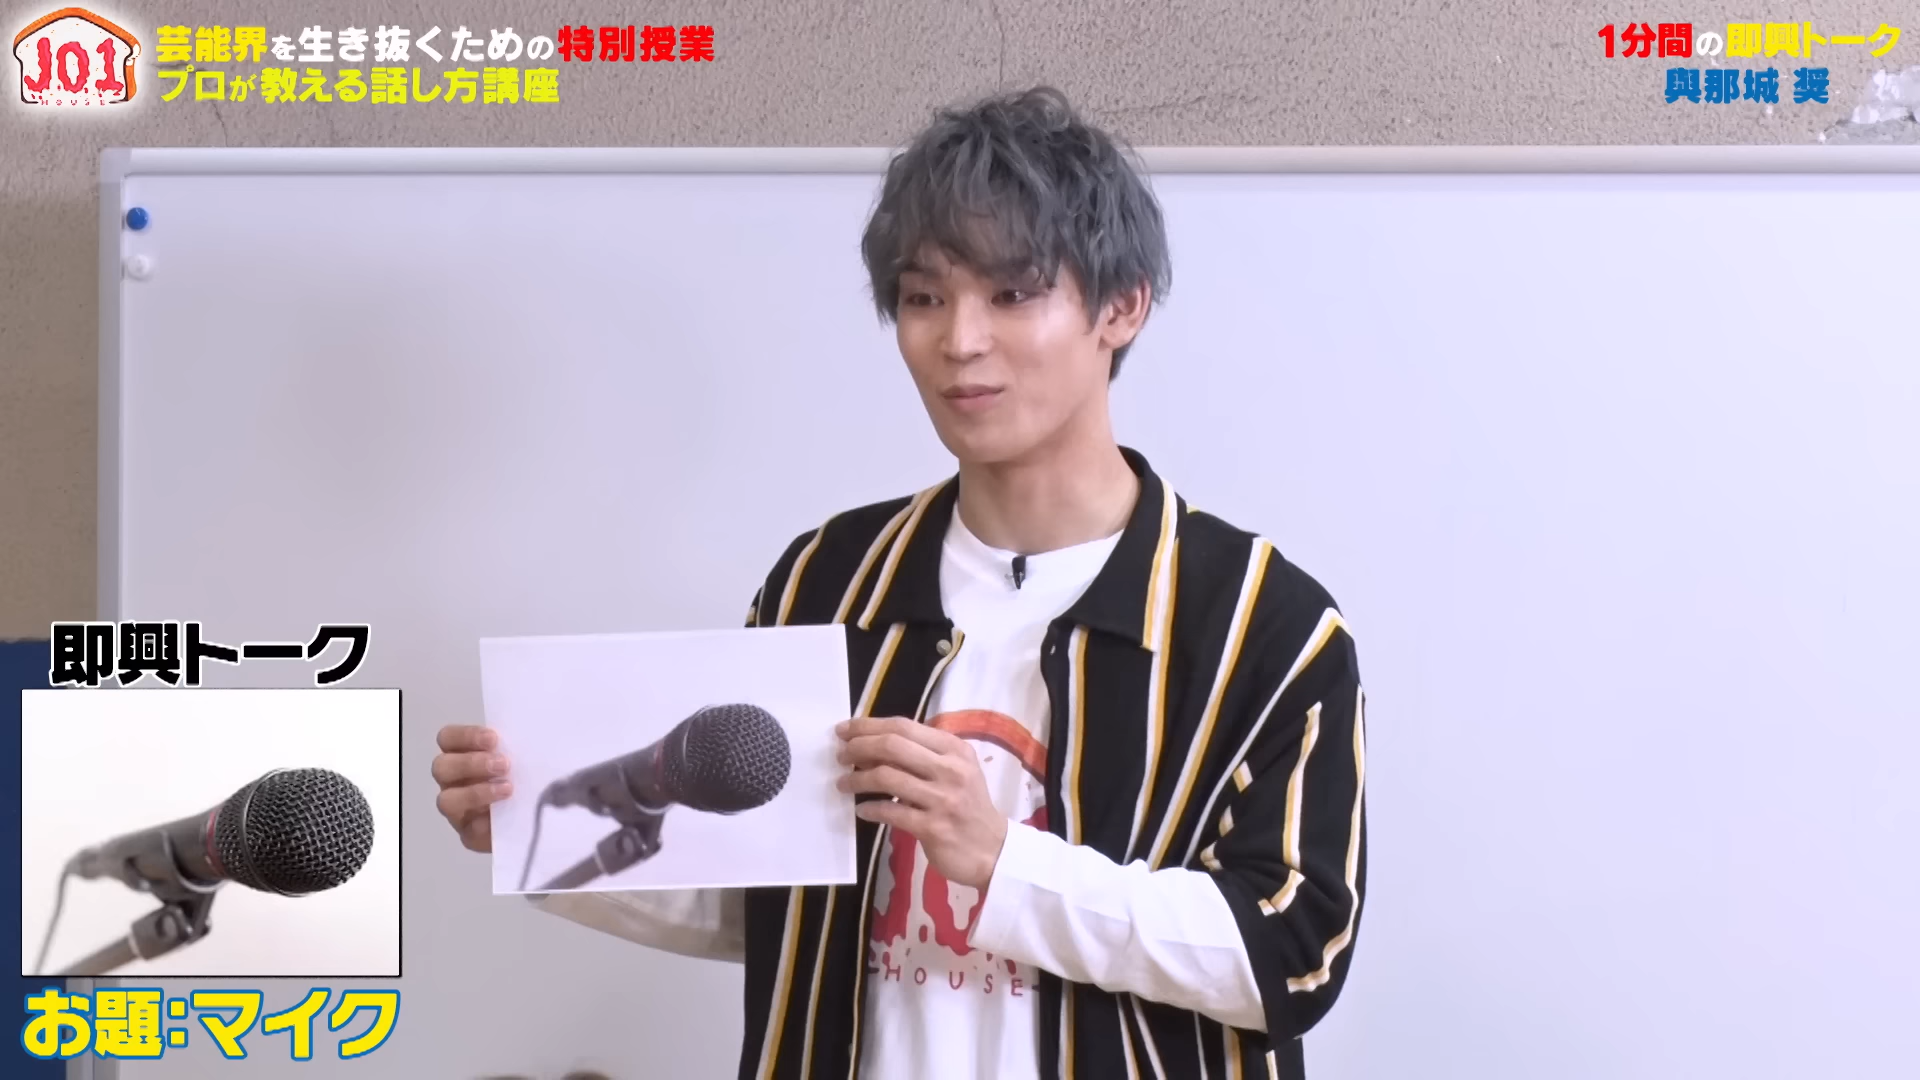 JO1
HOUSE
芸能界を生き抜くための特別授業
プロが教える話し方講座
1分間の即興トーク
與那城 奨
即興トーク
お題:マイク
HOUSE